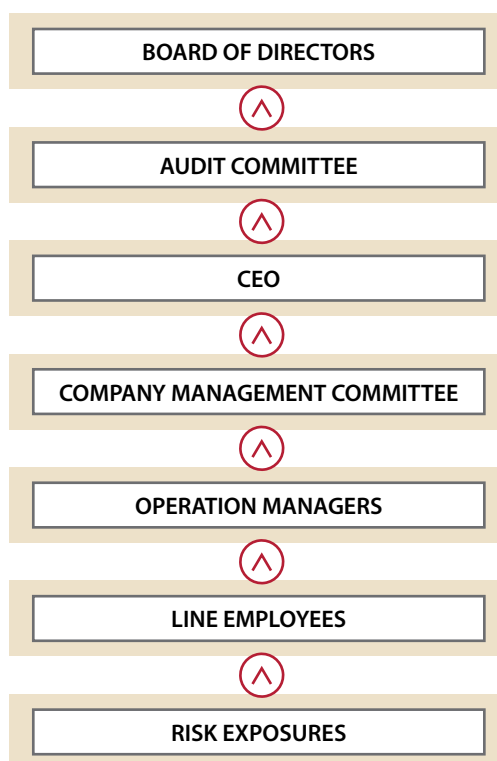 BOARD OF DIRECTORS
AUDIT COMMITTEE
CEO
COMPANY MANAGEMENT COMMITTEE
OPERATION MANAGERS
LINE EMPLOYEES
RISK EXPOSURES